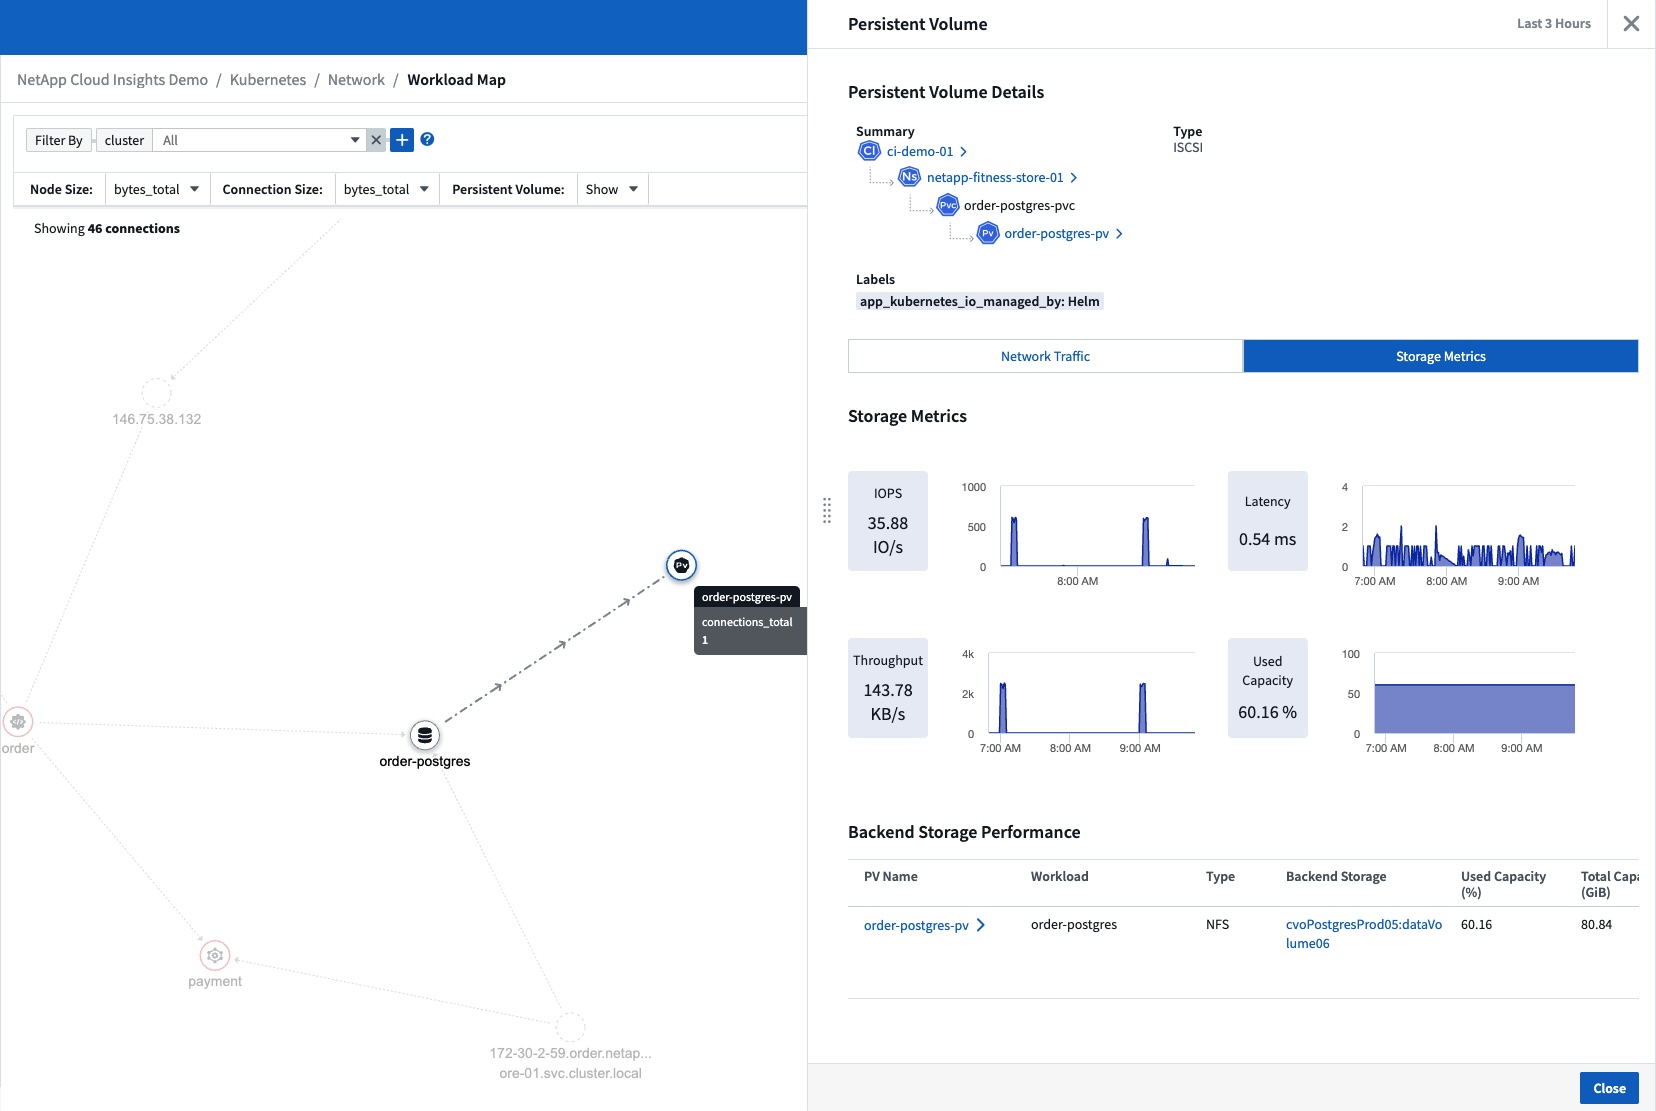 NetApp Cloud Insights Demo / Kubernetes / Network / Workload Map
Filter By cluster All
Node Size: bytes_total Connection Size: bytes_total Persistent Volume: Show
Showing 46 connections
146.75.38.132
order-postgres-pv
connections_total
1
order
order-postgres
payment
172-30-2-59.order.netap...
ore-01.svc.cluster.local
Persistent Volume
Last 3 Hours
Persistent Volume Details
Summary
CI ci-demo-01
Ns netapp-fitness-store-01
Pvc order-postgres-pvc
Pv order-postgres-pv
Type
ISCSI
Labels
app_kubernetes_io_managed_by: Helm
Network Traffic
Storage Metrics
Storage Metrics
IOPS
35.88
IO/s
1000
500
0
8:00 AM
Latency
0.54 ms
4
2
0
7:00 AM 8:00 AM 9:00 AM
Throughput
143.78
KB/s
4k
2k
0
7:00 AM 8:00 AM 9:00 AM
Used
Capacity
60.16 %
100
50
0
7:00 AM 8:00 AM 9:00 AM
Backend Storage Performance
PV Name Workload Type Backend Storage Used Capacity Total Capa
(%) (GiB)
order-postgres-pv order-postgres NFS cvoPostgresProd05:dataVo 60.16 80.84
lume06
Close